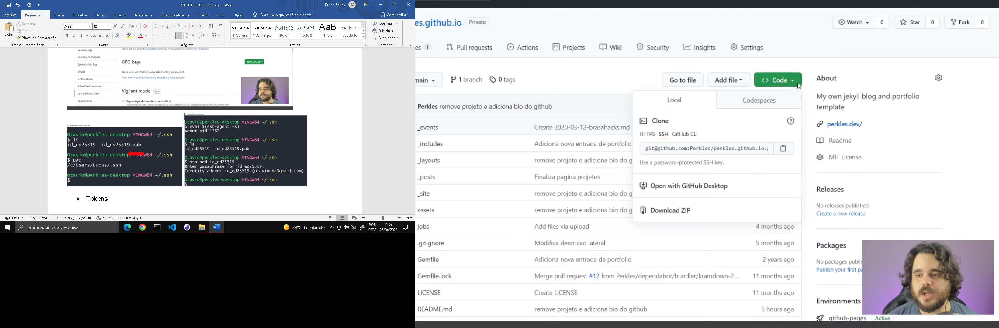 S.F.D. Git e GitHub.docx - Word
Bruno Souza BS
Arquivo Página Inicial Inserir Desenhar Design Layout Referências Correspondências Revisão Exibir Ajuda Diga-me o que você deseja fazer Compartilhar
Colar
Recortar
Copiar
Pincel de Formatação
Área de Transferência
Arial 12
Fonte
Parágrafo
AaBbCcDc AaBbCcDc AaBbC( AaBbCcE AaB AaBbCcD
¶ Normal ¶ Sem Esp... Título 1 Título 2 Título Subtítulo
Estilos
Localizar
Substituir
Selecionar
Editando
Security log
Security & analysis
Sponsorship log
Emails
Notifications
Scheduled reminders
SSH and GPG keys
Repositories
Check out our guide to generating SSH keys or troubleshoot common SSH problems.
GPG keys
New GPG key
There are no GPG keys associated with your account.
Learn how to generate a GPG key and add it to your account.
Vigilant mode Beta
Flag unsigned commits as unverified
This will include any commit attributed to your account but not signed with your GPG or S/MIME key.
Otavio@perkles-desktop MINGW64 ~/.ssh
$ ls
id_ed25519 id_ed25519.pub
Otavio@perkles-desktop MINGW64 ~/.ssh
$ pwd
/c/Users/Lucas/.ssh
Otavio@perkles-desktop MINGW64 ~/.ssh
$
Otavio@perkles-desktop MINGW64 ~/.ssh
$ eval $(ssh-agent -s)
Agent pid 1382
Otavio@perkles-desktop MINGW64 ~/.ssh
$ ls
id_ed25519 id_ed25519.pub
Otavio@perkles-desktop MINGW64 ~/.ssh
$ ssh-add id_ed25519
Enter passphrase for id_ed25519:
Identity added: id_ed25519 (otaviocha@gmail.com)
Otavio@perkles-desktop MINGW64 ~/.ssh
$
• Tokens:
Página 6 de 6 716 palavras Português (Brasil) Acessibilidade: investigar 130%
Digite aqui para pesquisar
24°C Ensolarado
POR
PTB2
11:52
26/04/2022
es.github.io Private
Watch 0 Star 0 Fork 0
es 1 Pull requests Actions Projects Wiki Security Insights Settings
main 1 branch 0 tags Go to file Add file Code
Perkles remove projeto e adiciona bio do github
_events Create 2020-03-12-brasahacks.md
_includes Adiciona nova entrada de portfolio
_layouts remove projeto e adiciona bio do g
_posts Finaliza pagina projetos
_site remove projeto e adiciona bio do g
assets remove projeto e adiciona bio do g
jobs Add files via upload 4 months ago
.gitignore Modifica descricao lateral 5 months ago
Gemfile Adiciona nova entrada de portfolio 2 years ago
Gemfile.lock Merge pull request #12 from Perkles/dependabot/bundler/kramdown-2.... 11 months ago
LICENSE Create LICENSE 11 months ago
README.md remove projeto e adiciona bio do github 5 hours ago
Local Codespaces
Clone
HTTPS SSH GitHub CLI
git@github.com:Perkles/perkles.github.io.g
Use a password-protected SSH key.
Open with GitHub Desktop
Download ZIP
About
My own jekyll blog and portfolio
template
perkles.dev/
Readme
MIT License
Releases
No releases published
Create a new release
Packages
No packages publis
Publish your first pa
Environments
github-pages Active